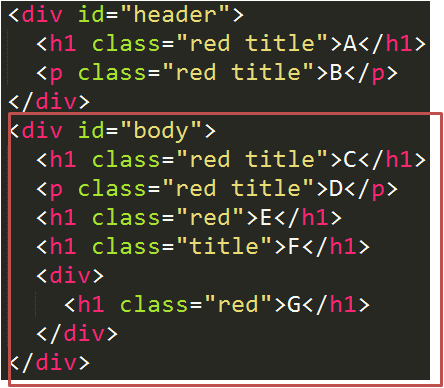 <div id="header">
  <h1 class="red title">A</h1>
  <p class="red title">B</p>
</div>
<div id="body">
  <h1 class="red title">C</h1>
  <p class="red title">D</p>
  <h1 class="red">E</h1>
  <h1 class="title">F</h1>
  <div>
    <h1 class="red">G</h1>
  </div>
</div>